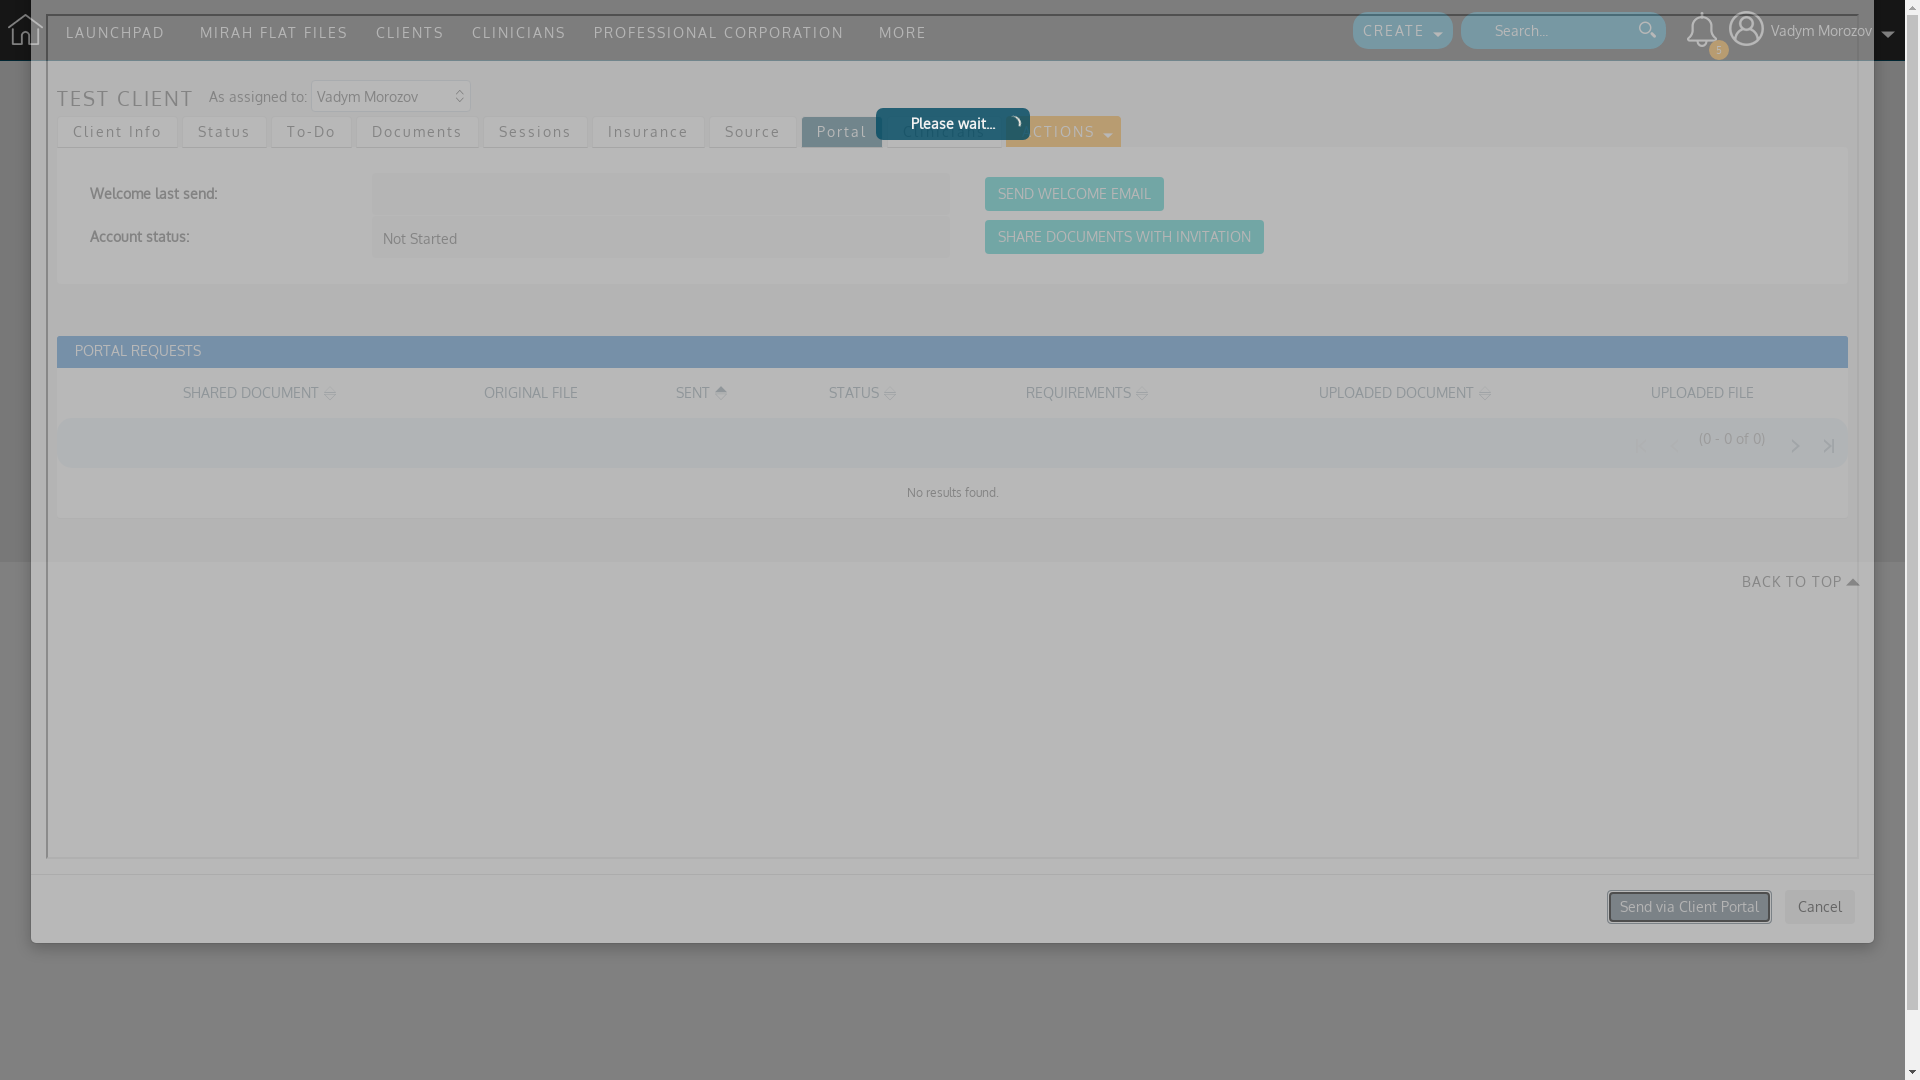 LAUNCHPAD MIRAH FLAT FILES CLIENTS CLINICIANS PROFESSIONAL CORPORATION MORE CREATE Search... 5 Vadym Morozov
TEST CLIENT As assigned to: Vadym Morozov
Please wait...
Client Info Status To-Do Documents Sessions Insurance Source Portal CTIONS
Welcome last send: SEND WELCOME EMAIL
Account status: Not Started SHARE DOCUMENTS WITH INVITATION
PORTAL REQUESTS
SHARED DOCUMENT ORIGINAL FILE SENT STATUS REQUIREMENTS UPLOADED DOCUMENT UPLOADED FILE
(0 - 0 of 0)
No results found.
BACK TO TOP
Send via Client Portal Cancel